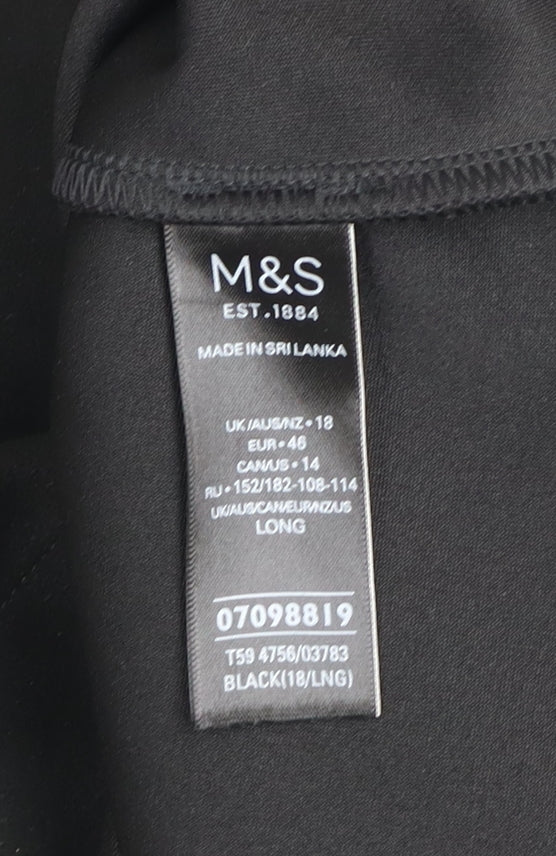 M&S
EST.1884
MADE IN SRI LANKA
UK/AUS/NZ•18
EUR•46
CAN/US•14
RU•152/182-108-114
UK/AUS/CAN/EUR/NZ/US
LONG
07098819
T59 4756/03783
BLACK(18/LNG)